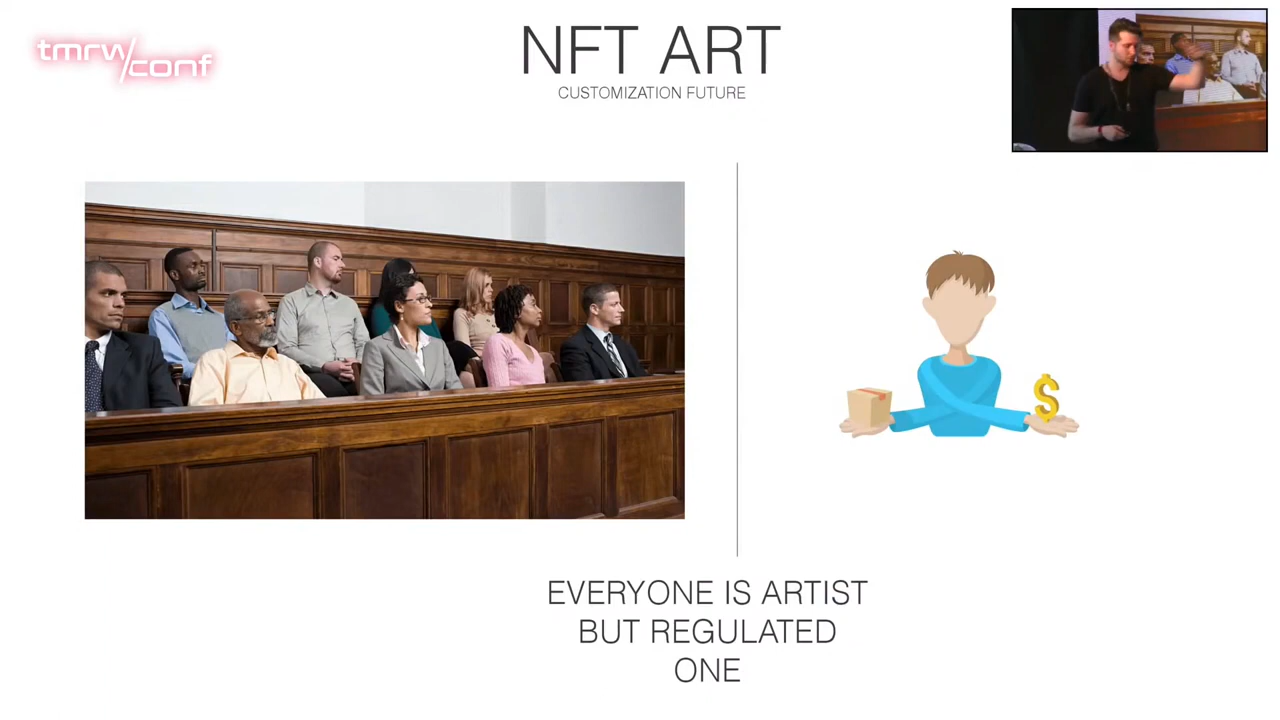 tmrw/conf
NFT ART
CUSTOMIZATION FUTURE
$
EVERYONE IS ARTIST
BUT REGULATED
ONE